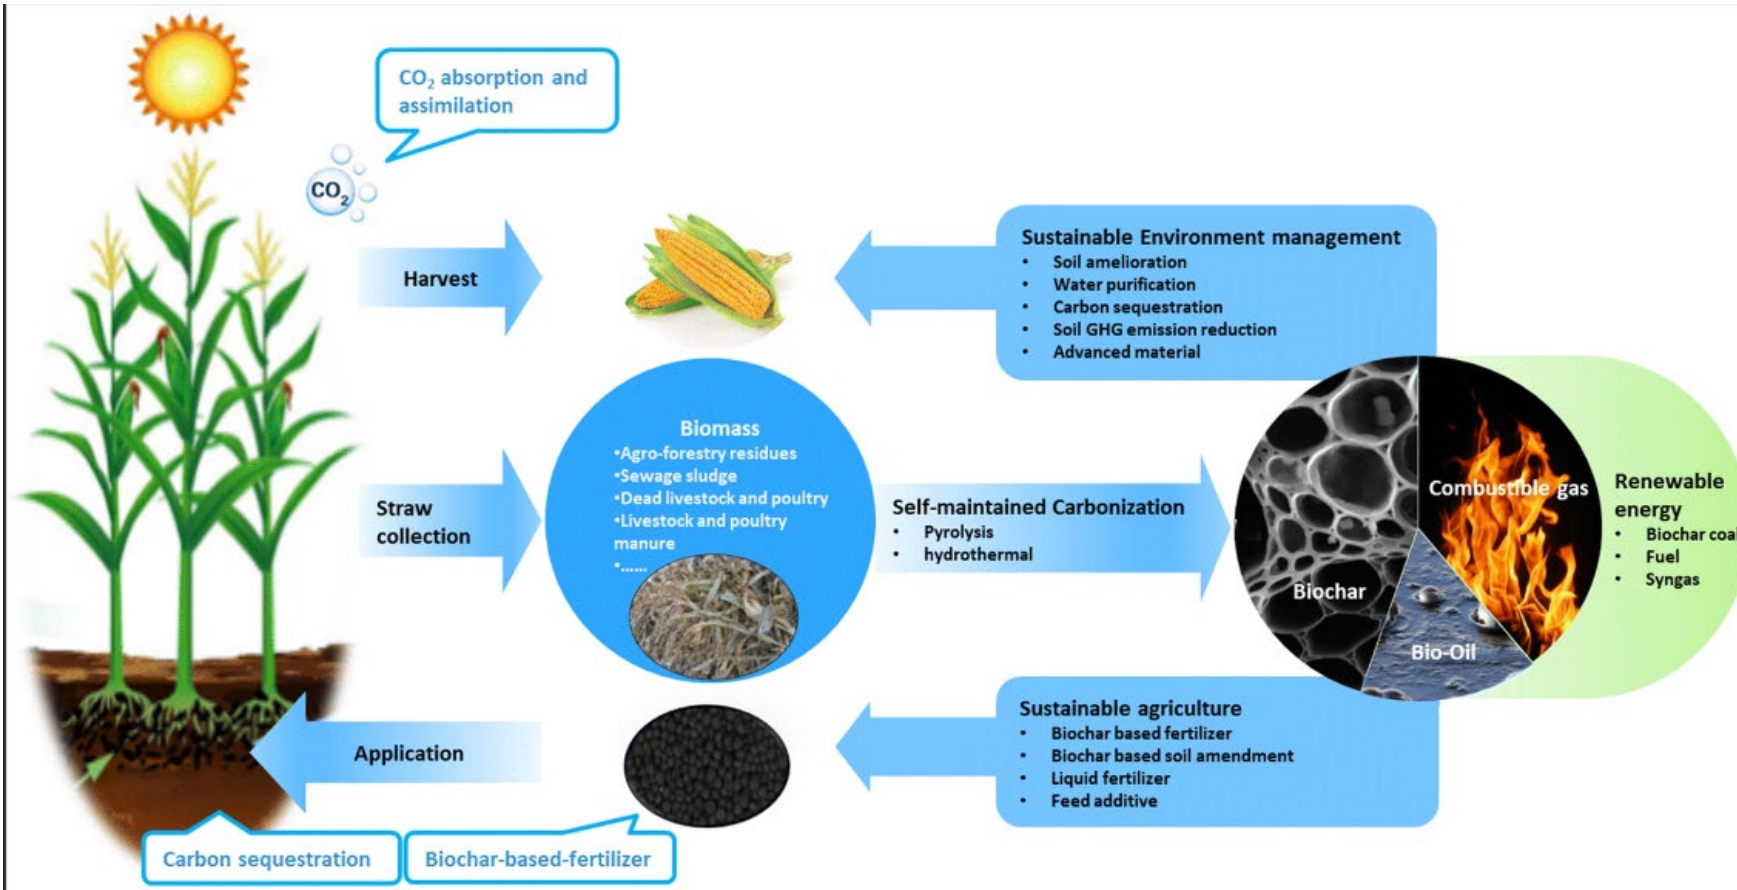 CO₂ absorption and
assimilation
CO₂
Harvest
Sustainable Environment management
• Soil amelioration
• Water purification
• Carbon sequestration
• Soil GHG emission reduction
• Advanced material
Biomass
•Agro-forestry residues
•Sewage sludge
•Dead livestock and poultry
•Livestock and poultry
manure
•......
Straw
collection
Self-maintained Carbonization
• Pyrolysis
• hydrothermal
Combustible gas
Biochar
Bio-Oil
Renewable
energy
• Biochar coal
• Fuel
• Syngas
Sustainable agriculture
• Biochar based fertilizer
• Biochar based soil amendment
• Liquid fertilizer
• Feed additive
Application
Carbon sequestration
Biochar-based-fertilizer